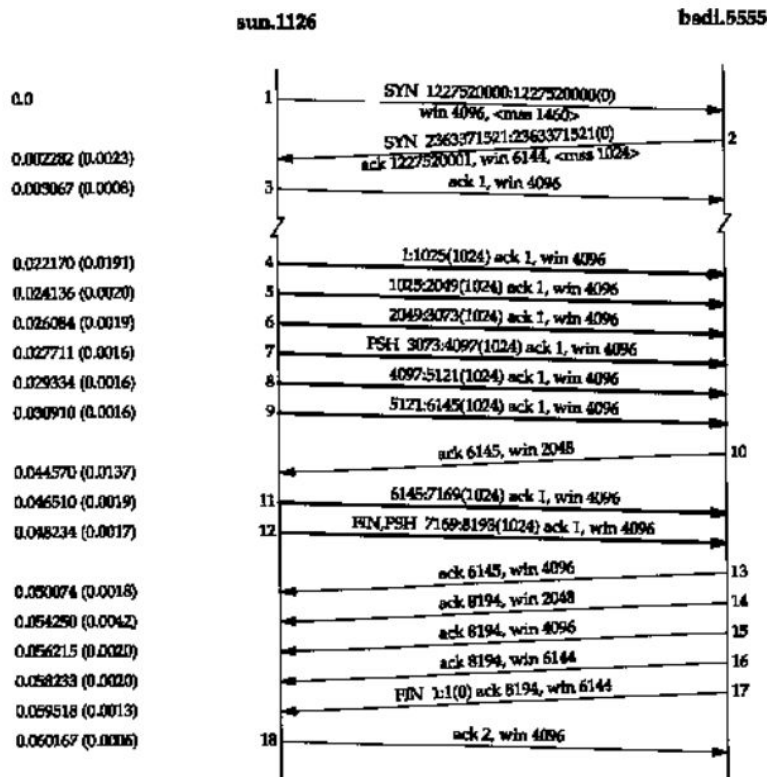 sun.1126
bsdi.5555
0.0
1
SYN 1227520000:1227520000(0)
win 4096, <mss 1460>
SYN 2363371521:2363371521(0)
2
0.002282 (0.0023)
ack 1227520001, win 6144, <mss 1024>
0.003067 (0.0008)
3
ack 1, win 4096
0.022170 (0.0191)
4
1:1025(1024) ack 1, win 4096
0.024136 (0.0020)
5
1025:2049(1024) ack 1, win 4096
0.026084 (0.0019)
6
2049:3073(1024) ack 1, win 4096
0.027711 (0.0016)
7
PSH 3073:4097(1024) ack 1, win 4096
0.029334 (0.0016)
8
4097:5121(1024) ack 1, win 4096
0.030910 (0.0016)
9
5121:6145(1024) ack 1, win 4096
ack 6145, win 2048
10
0.044570 (0.0137)
0.046510 (0.0019)
11
6145:7169(1024) ack 1, win 4096
0.048234 (0.0017)
12
FIN,PSH 7169:8193(1024) ack 1, win 4096
ack 6145, win 4096
13
0.050074 (0.0018)
ack 8194, win 2048
14
0.054250 (0.0042)
ack 8194, win 4096
15
0.056215 (0.0020)
ack 8194, win 6144
16
0.058233 (0.0020)
FIN 1:1(0) ack 8194, win 6144
17
0.059518 (0.0013)
0.060167 (0.0006)
18
ack 2, win 4096